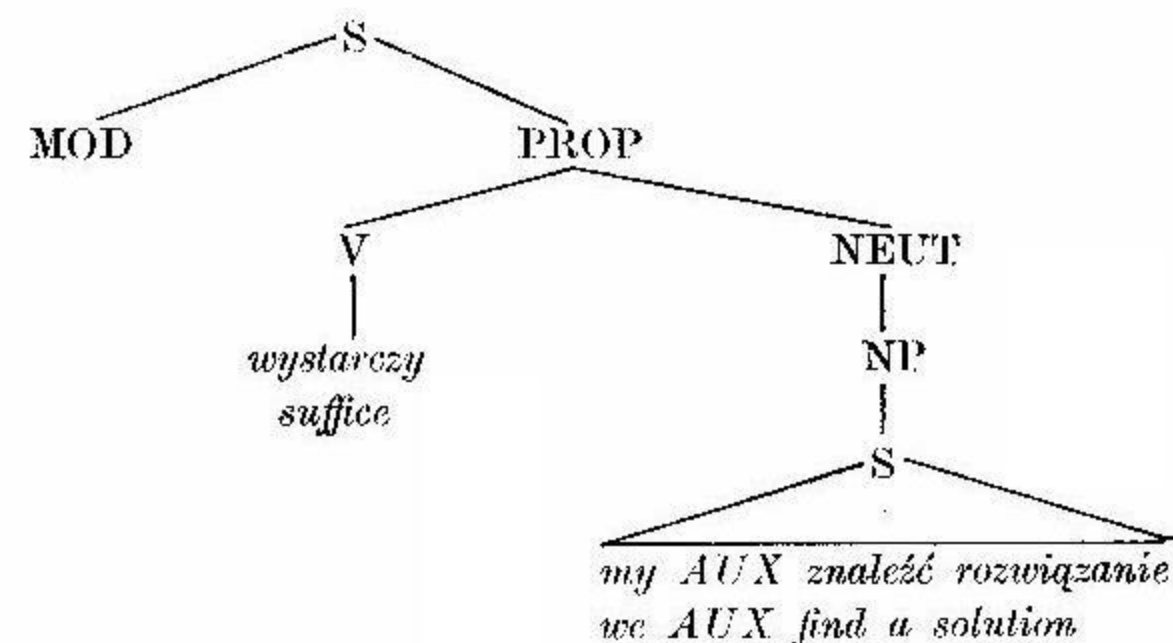 S
MOD PROP
V NEUT
wystarczy NP
suffice
S
my AUX znaleźć rozwiązanie
we AUX find a solution